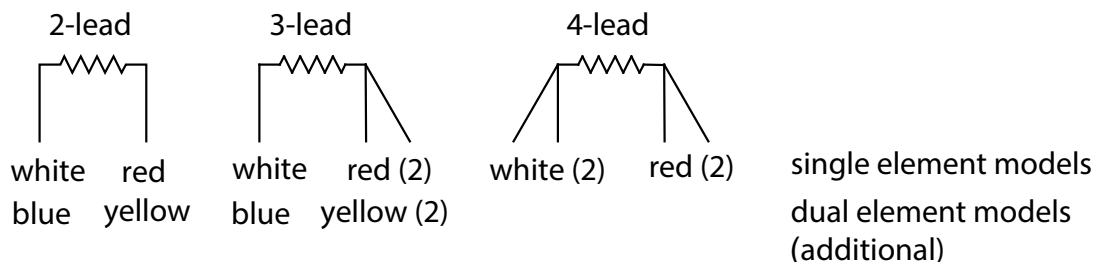 2-lead 3-lead 4-lead
white red white red (2) white (2) red (2) single element models
blue yellow blue yellow (2) dual element models
(additional)